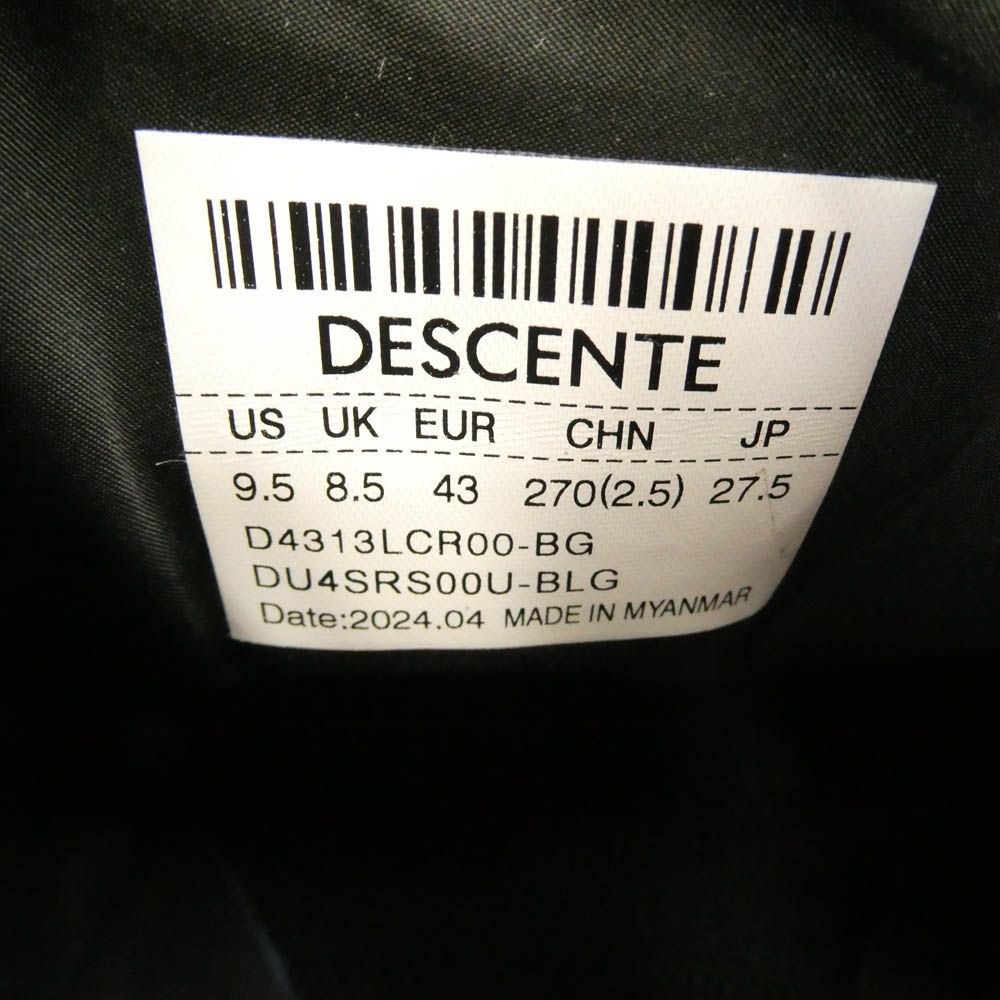 DESCENTE
US UK EUR CHN JP
9.5 8.5 43 270(2.5) 27.5
D4313LCR00-BG
DU4SRS00U-BLG
Date:2024.04 MADE IN MYANMAR